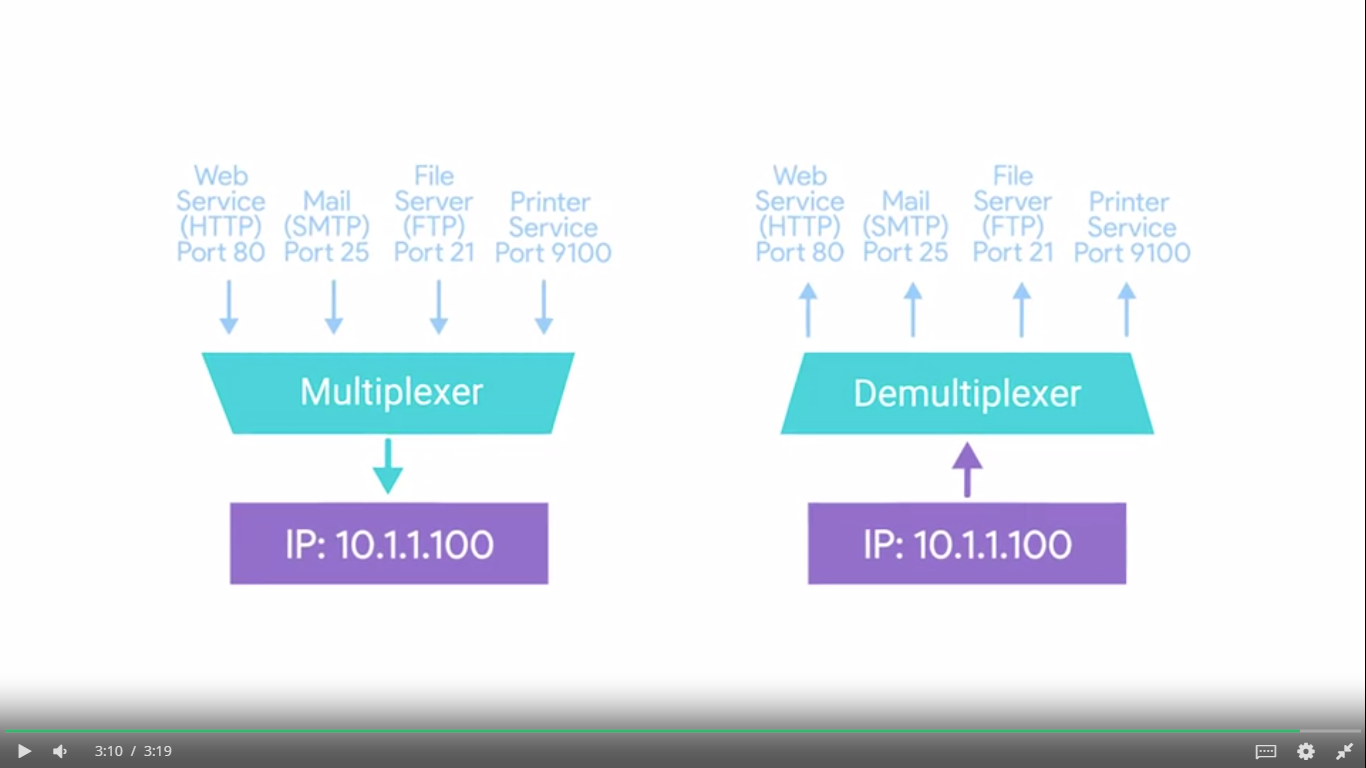 Web
Service
(HTTP)
Port 80
Mail
(SMTP)
Port 25
File
Server
(FTP)
Port 21
Printer
Service
Port 9100
Multiplexer
IP: 10.1.1.100
Web
Service
(HTTP)
Port 80
Mail
(SMTP)
Port 25
File
Server
(FTP)
Port 21
Printer
Service
Port 9100
Demultiplexer
IP: 10.1.1.100
3:10 / 3:19